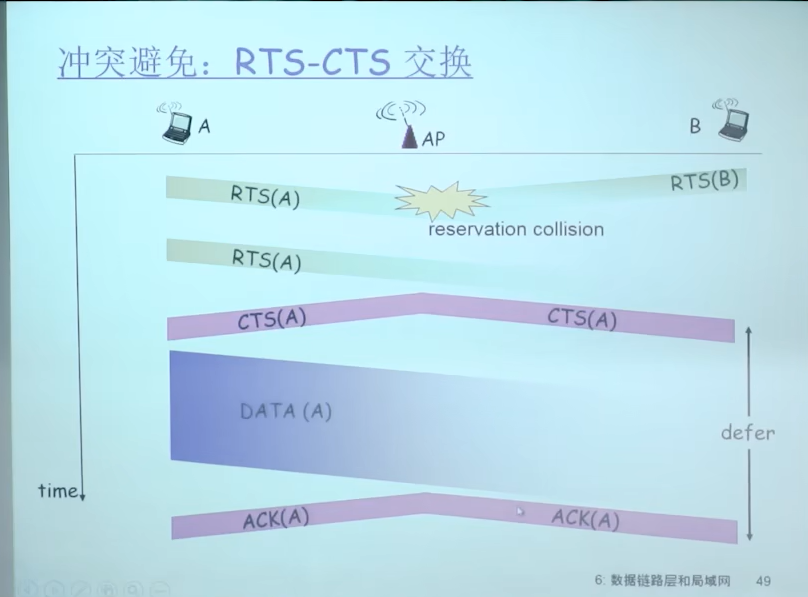 冲突避免：RTS-CTS 交换
A
AP
B
RTS(A)
RTS(B)
reservation collision
RTS(A)
CTS(A)
CTS(A)
DATA (A)
defer
time
ACK(A)
ACK(A)
6: 数据链路层和局域网 49